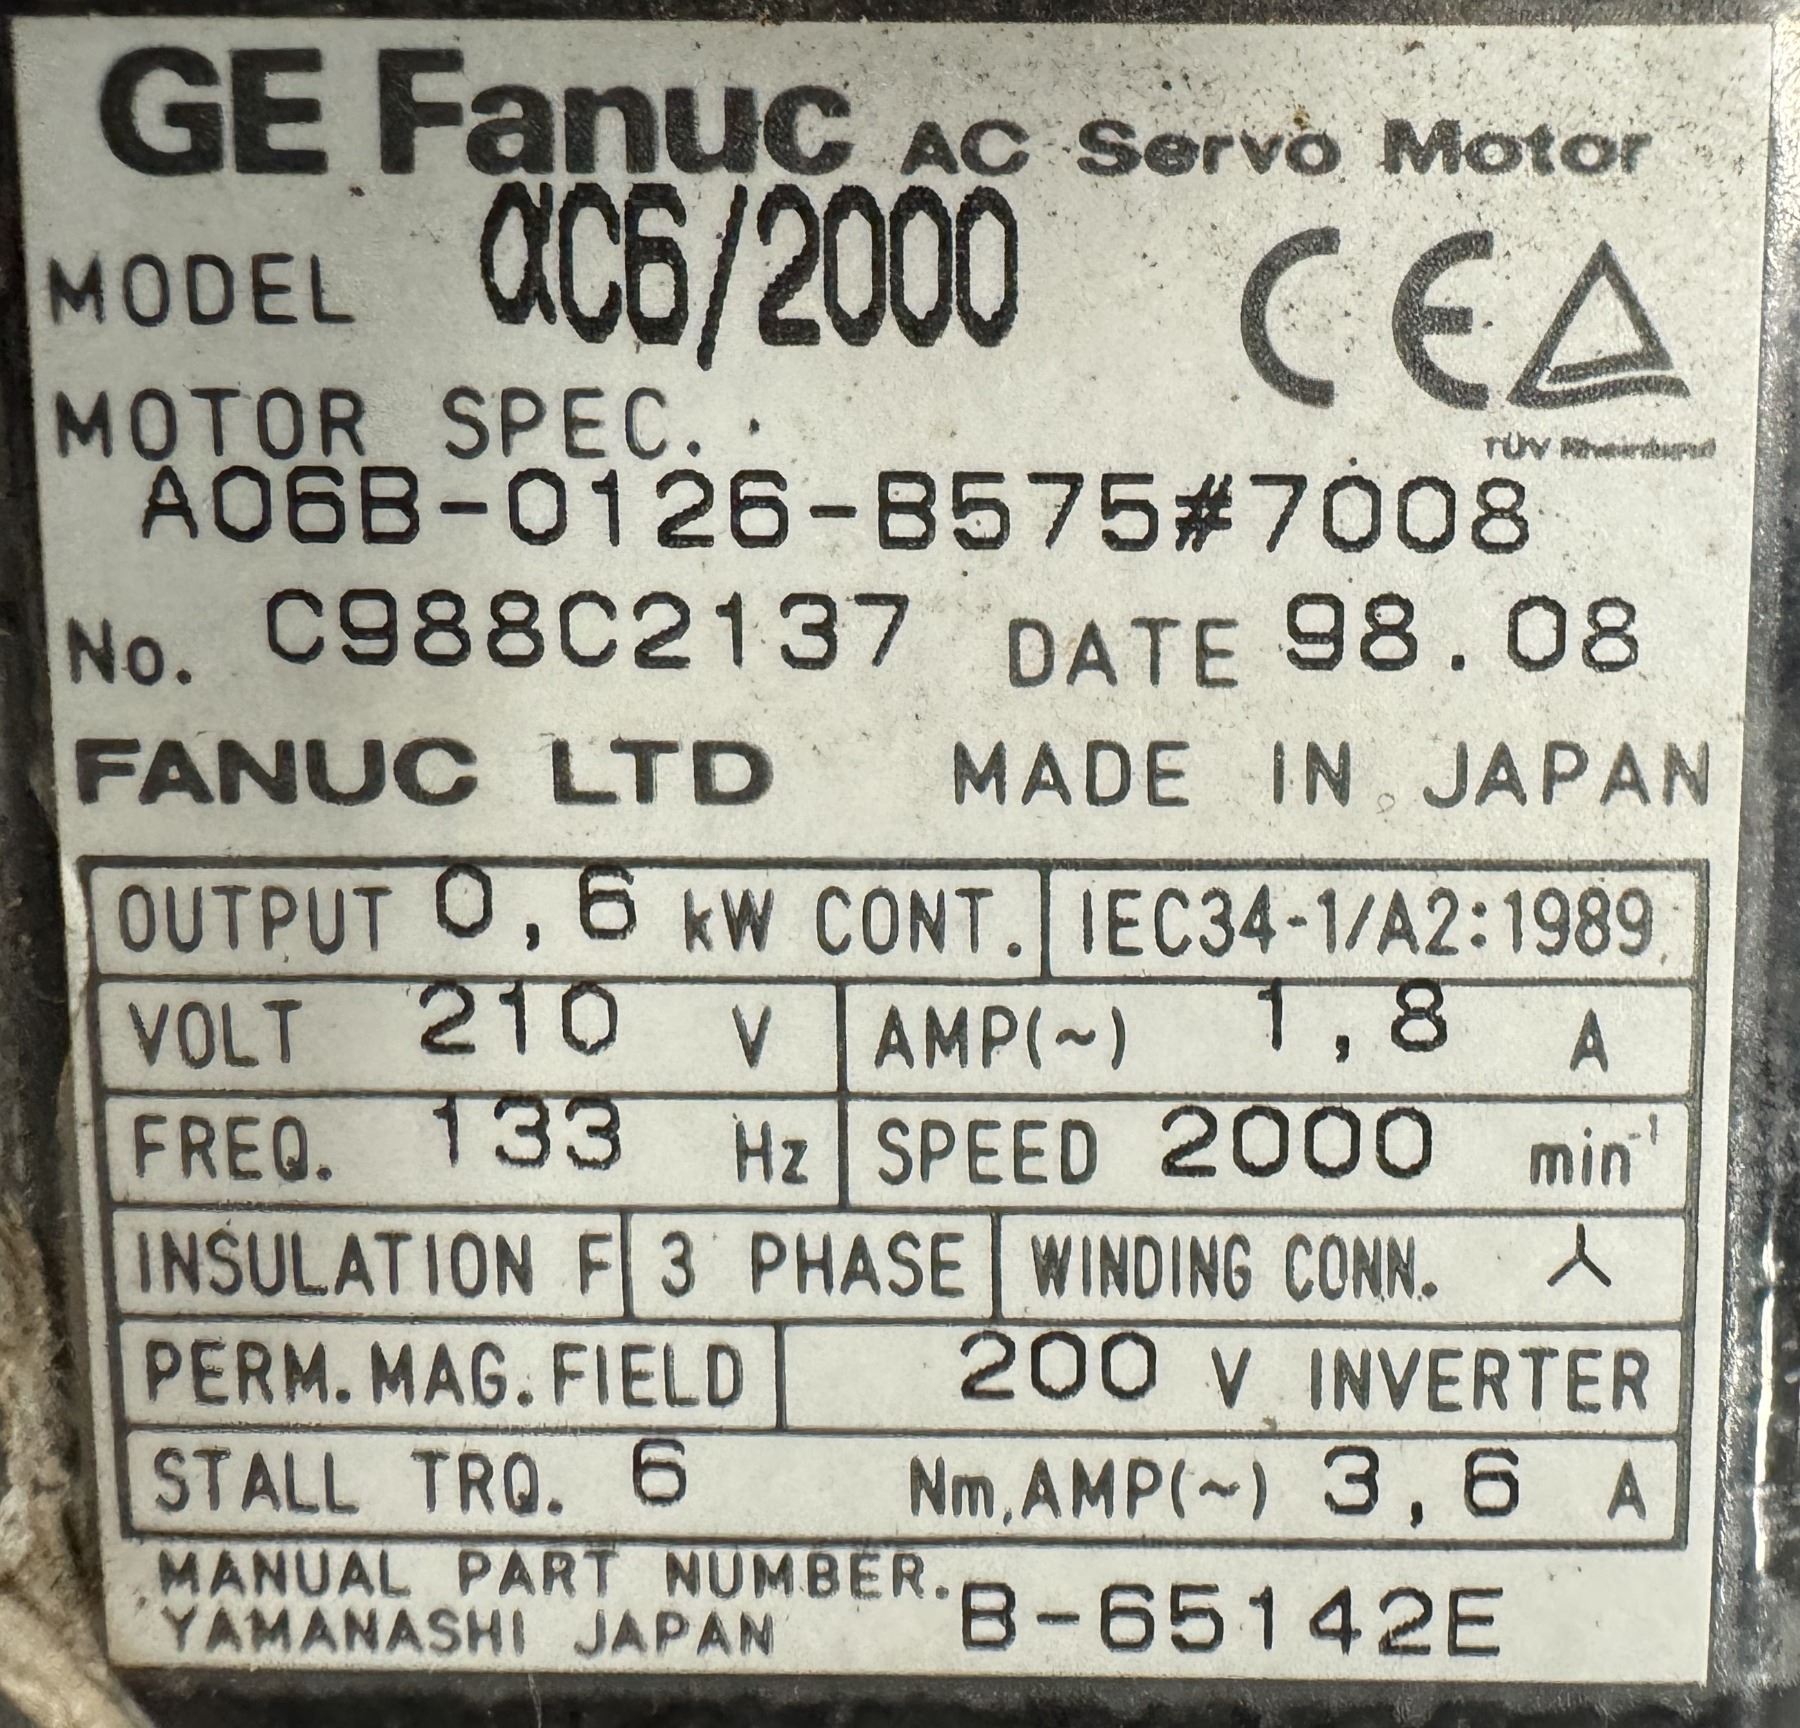 GE Fanuc AC Servo Motor
MODEL αC6/2000
CE
TÜV Rheinland
MOTOR SPEC.
A06B-0126-B575#7008
No. C988C2137 DATE 98.08
FANUC LTD MADE IN JAPAN
OUTPUT 0,6 kW CONT. IEC34-1/A2:1989
VOLT 210 V AMP(~) 1,8 A
FREQ. 133 Hz SPEED 2000 min⁻¹
INSULATION F 3 PHASE WINDING CONN.
PERM.MAG.FIELD 200 V INVERTER
STALL TRQ. 6 Nm,AMP(~) 3,6 A
MANUAL PART NUMBER. B-65142E
YAMANASHI JAPAN